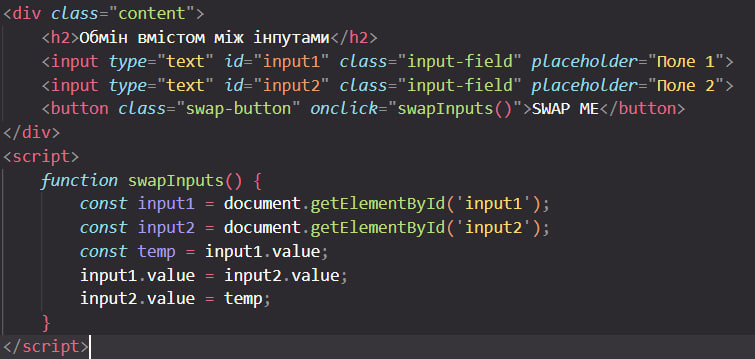 <div class="content">
<h2>Обмін вмістом між інпутами</h2>
<input type="text" id="input1" class="input-field" placeholder="Поле 1">
<input type="text" id="input2" class="input-field" placeholder="Поле 2">
<button class="swap-button" onclick="swapInputs()">SWAP ME</button>
</div>
<script>
function swapInputs() {
const input1 = document.getElementById('input1');
const input2 = document.getElementById('input2');
const temp = input1.value;
input1.value = input2.value;
input2.value = temp;
}
</script>